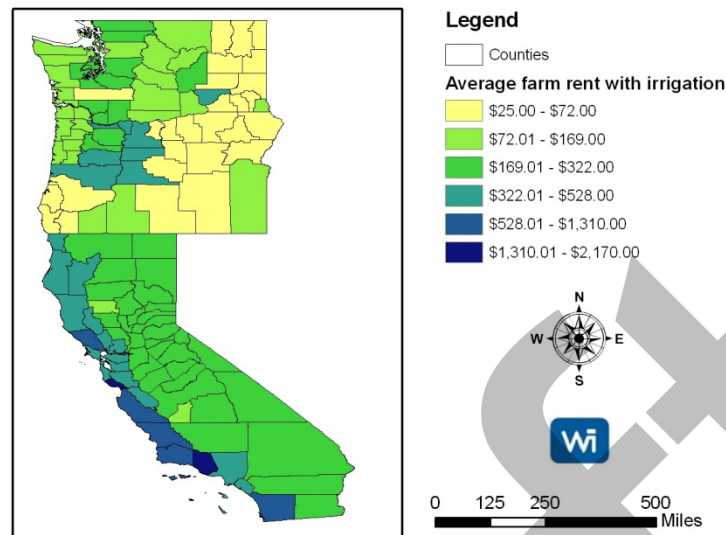 Legend
Counties
Average farm rent with irrigation
$25.00 - $72.00
$72.01 - $169.00
$169.01 - $322.00
$322.01 - $528.00
$528.01 - $1,310.00
$1,310.01 - $2,170.00
N
W E
S
Wi
0 125 250 500
Miles